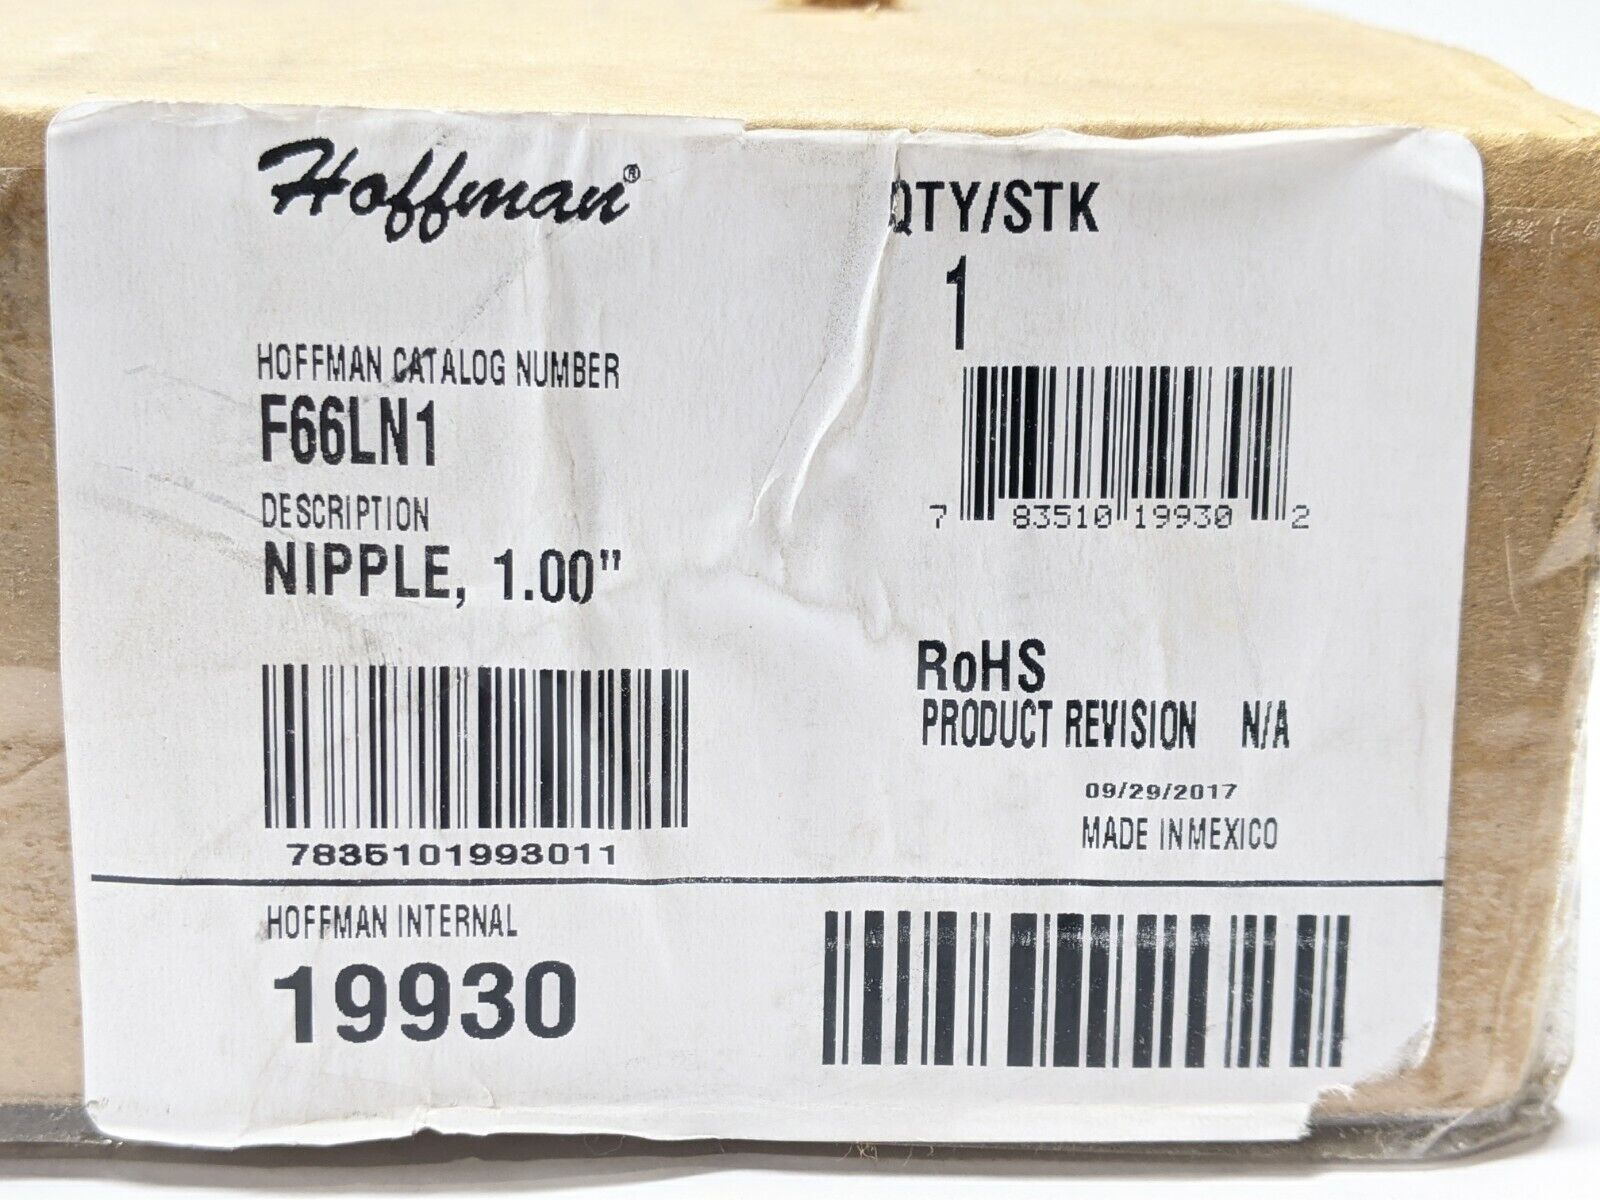 Hoffman®
QTY/STK
1
HOFFMAN CATALOG NUMBER
F66LN1
DESCRIPTION
NIPPLE, 1.00"
7 83510 19930 2
RoHS
PRODUCT REVISION N/A
09/29/2017
MADE IN MEXICO
7835101993011
HOFFMAN INTERNAL
19930